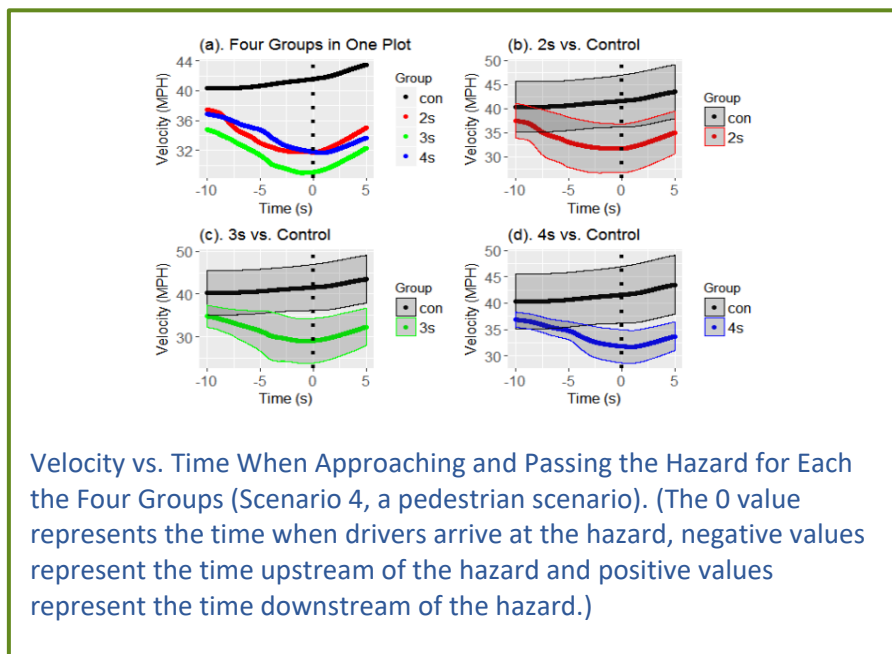 (a). Four Groups in One Plot
Velocity (MPH)
44
40
36
32
-10
-5
0
5
Time (s)
Group
con
2s
3s
4s
(b). 2s vs. Control
Velocity (MPH)
50
45
40
35
30
-10
-5
0
5
Time (s)
Group
con
2s
(c). 3s vs. Control
Velocity (MPH)
50
40
30
-10
-5
0
5
Time (s)
Group
con
3s
(d). 4s vs. Control
Velocity (MPH)
50
45
40
35
30
-10
-5
0
5
Time (s)
Group
con
4s
Velocity vs. Time When Approaching and Passing the Hazard for Each
the Four Groups (Scenario 4, a pedestrian scenario). (The 0 value
represents the time when drivers arrive at the hazard, negative values
represent the time upstream of the hazard and positive values
represent the time downstream of the hazard.)